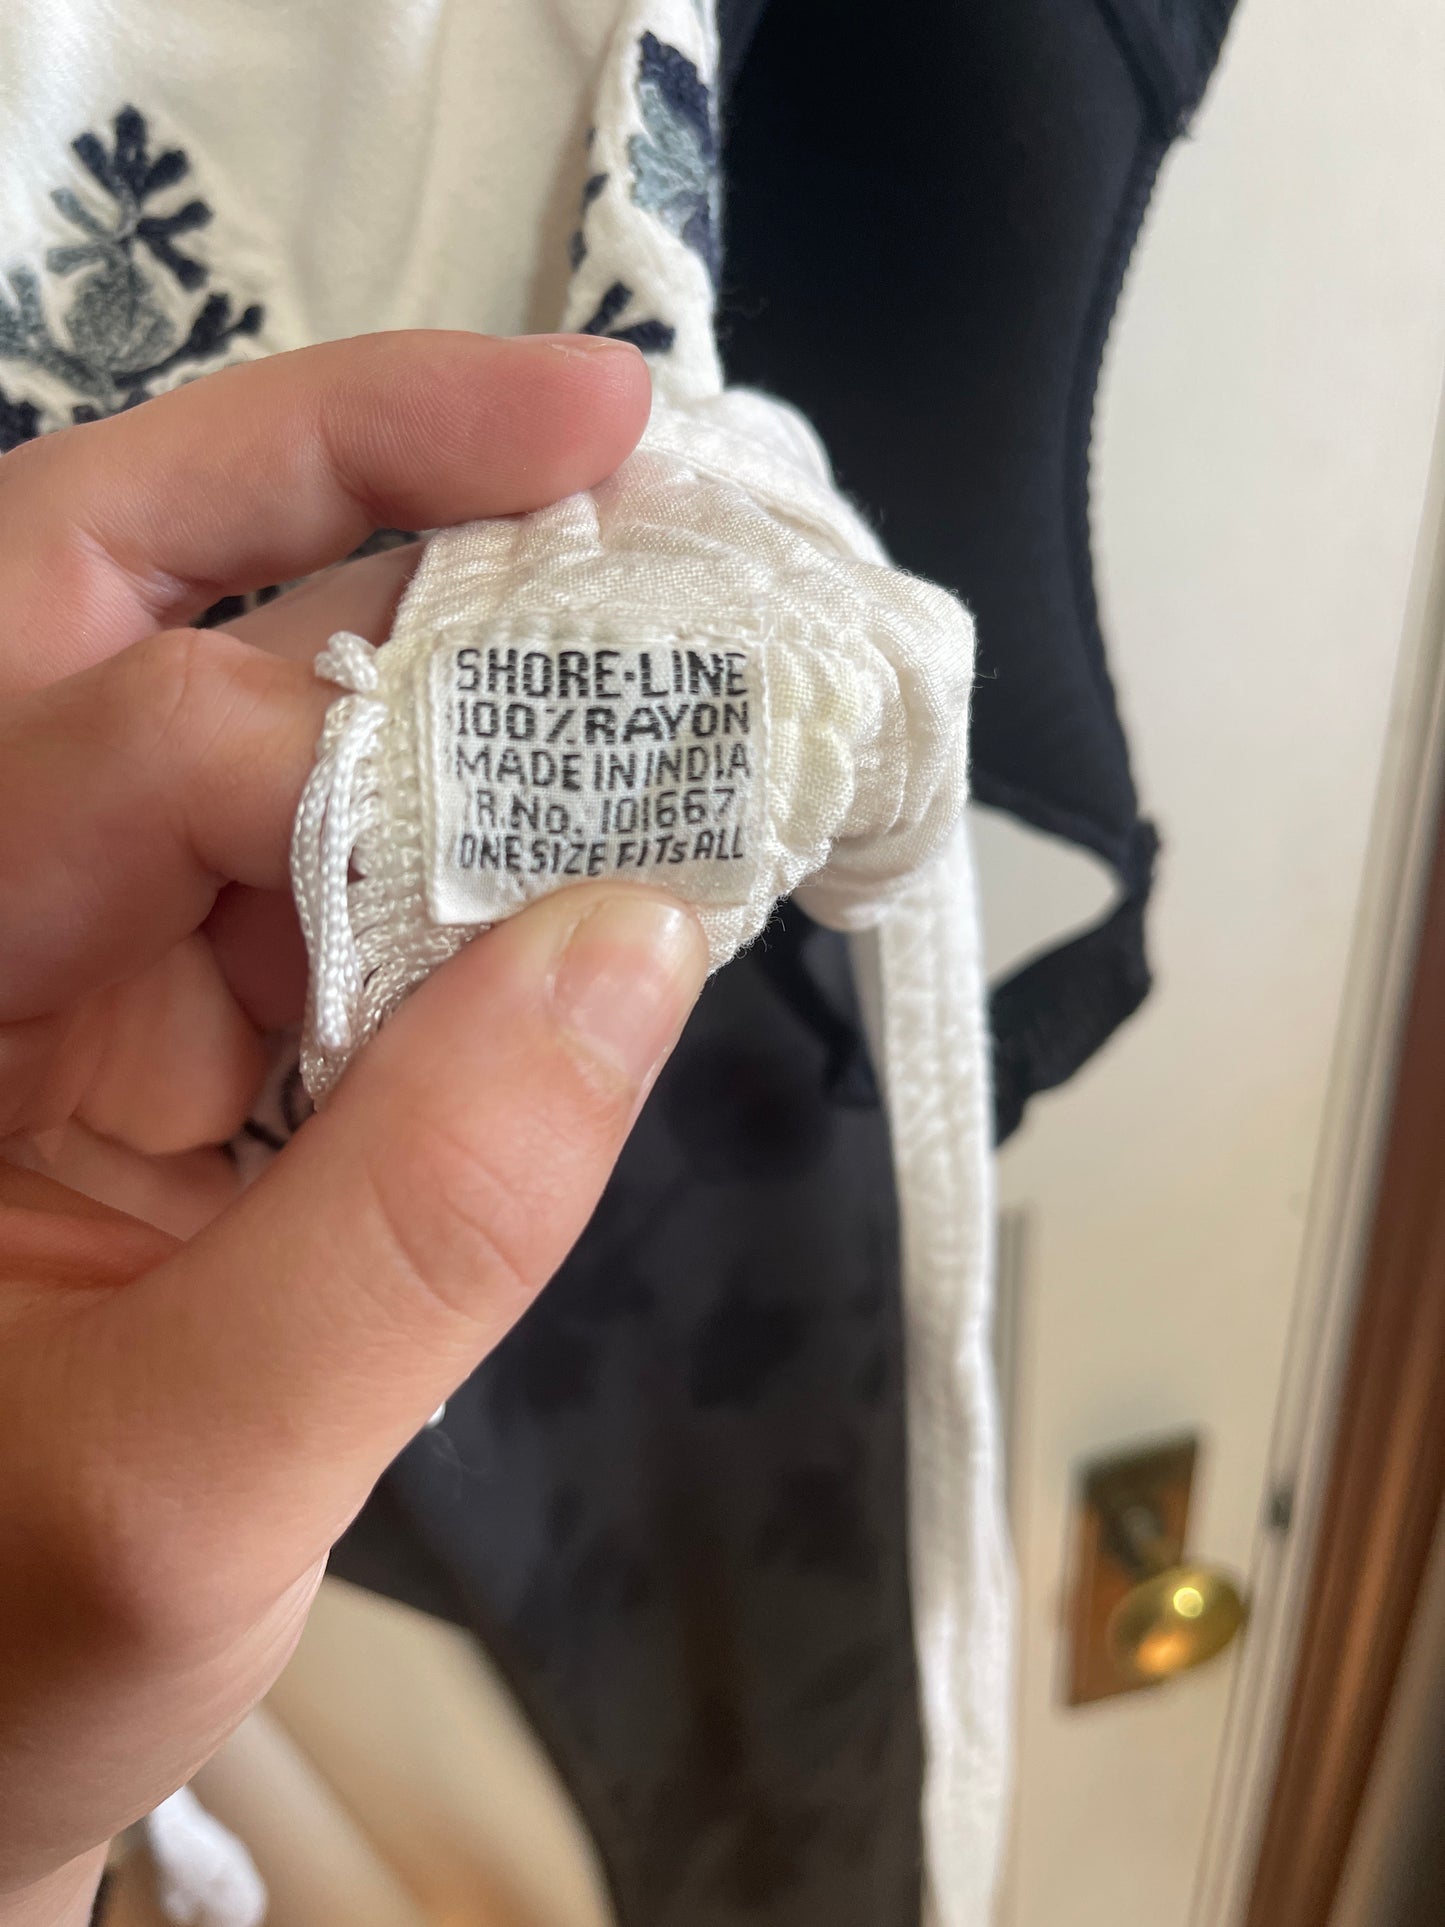 SHORE-LINE
100% RAYON
MADE IN INDIA
R.No. 101667
ONE SIZE FITs ALL